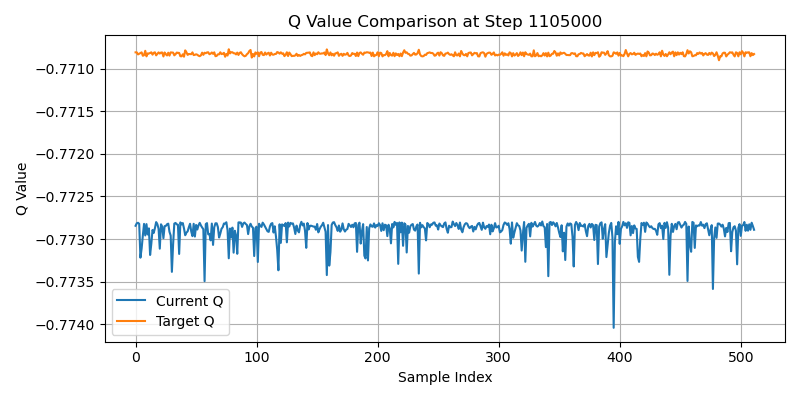 Q Value Comparison at Step 1105000
Q Value
−0.7710
−0.7715
−0.7720
−0.7725
−0.7730
−0.7735
−0.7740
Current Q
Target Q
0 100 200 300 400 500
Sample Index